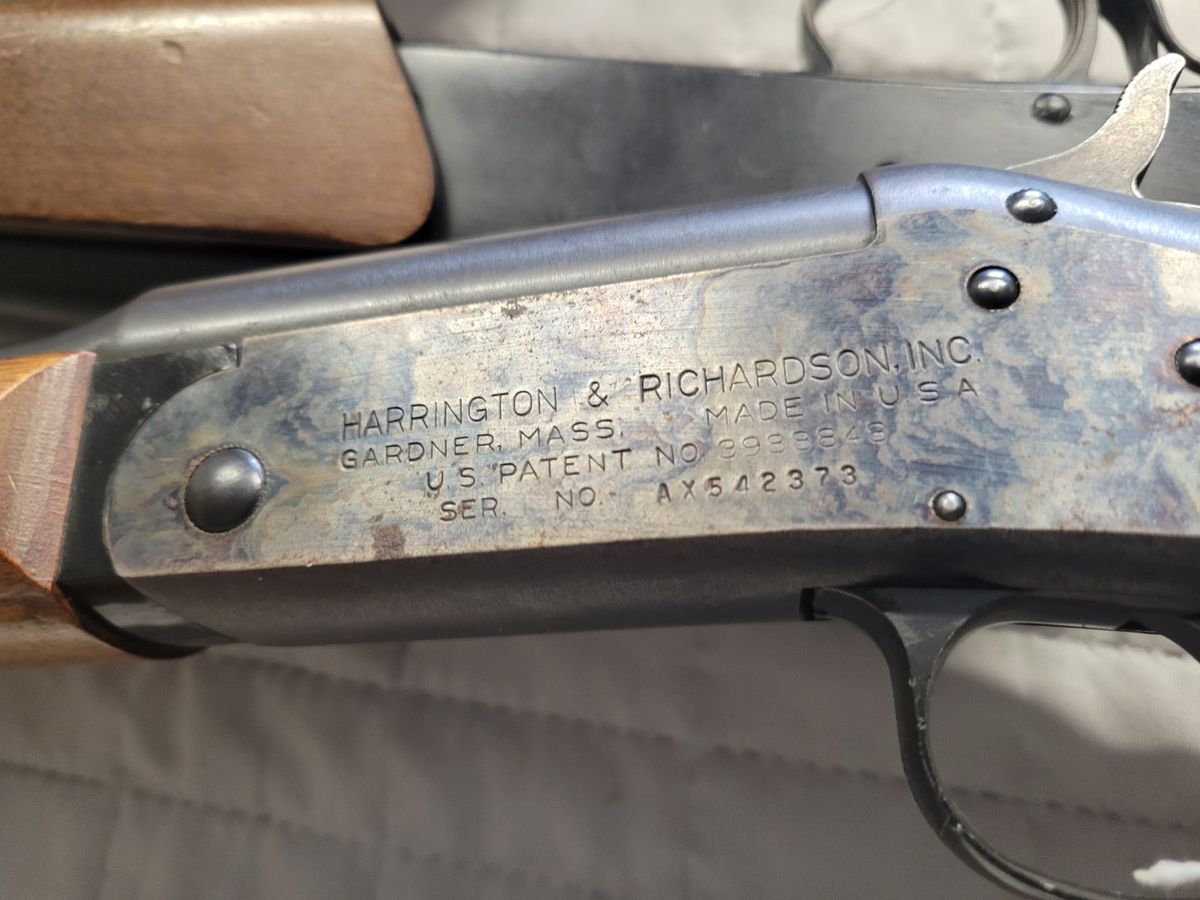 HARRINGTON & RICHARDSON, INC.
GARDNER, MASS. MADE IN U S A
U S PATENT NO 3988848
SER. NO. AX542373